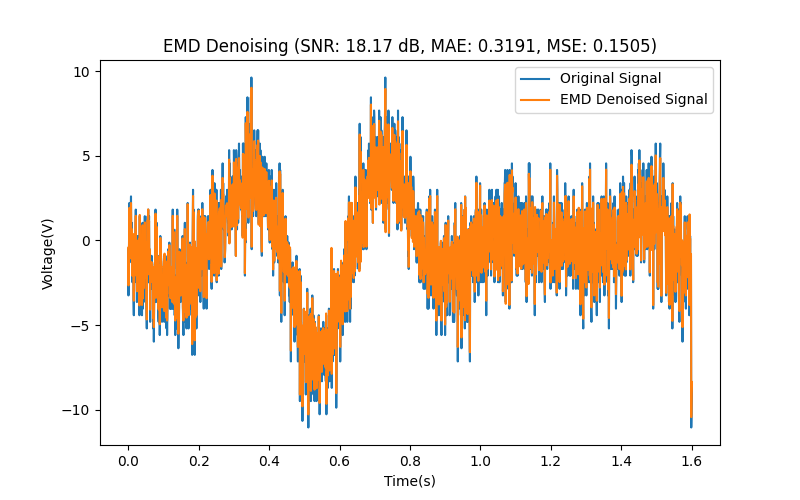 EMD Denoising (SNR: 18.17 dB, MAE: 0.3191, MSE: 0.1505)
Original Signal
EMD Denoised Signal
10
5
0
−5
−10
Voltage(V)
0.0 0.2 0.4 0.6 0.8 1.0 1.2 1.4 1.6
Time(s)